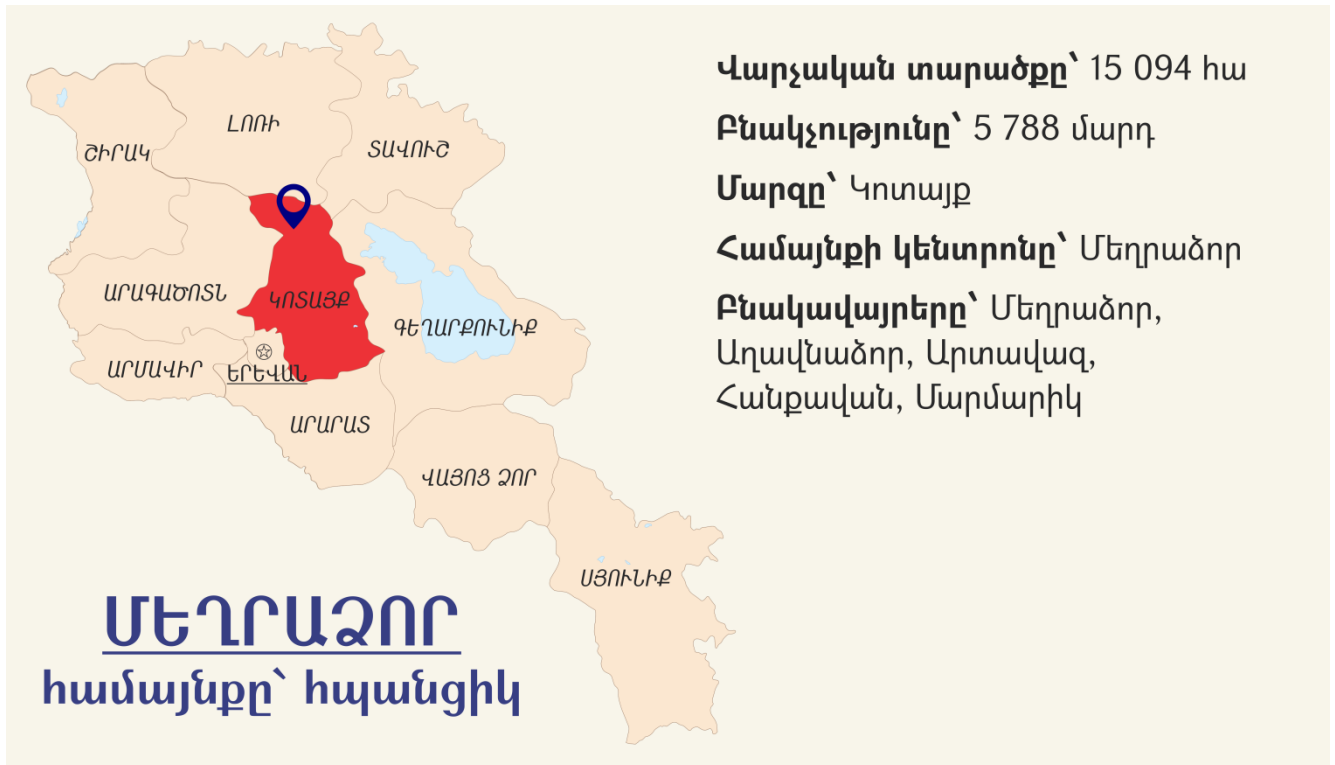 ՇԻՐԱԿ
ԼՈՌԻ
ՏԱՎՈՒՇ
ԱՐԱԳԱԾՈՏՆ
ԿՈՏԱՅՔ
ԳԵՂԱՐՔՈՒՆԻՔ
ԱՐՄԱՎԻՐ
ԵՐԵՎԱՆ
ԱՐԱՐԱՏ
ՎԱՅՈՑ ՁՈՐ
ՍՅՈՒՆԻՔ
ՄԵՂՐԱՁՈՐ
համայնքը՝ հպանցիկ
Վարչական տարածքը՝ 15 094 հա
Բնակչությունը՝ 5 788 մարդ
Մարզը՝ Կոտայք
Համայնքի կենտրոնը՝ Մեղրաձոր
Բնակավայրերը՝ Մեղրաձոր,
Աղավնաձոր, Արտավազ,
Հանքավան, Մարմարիկ